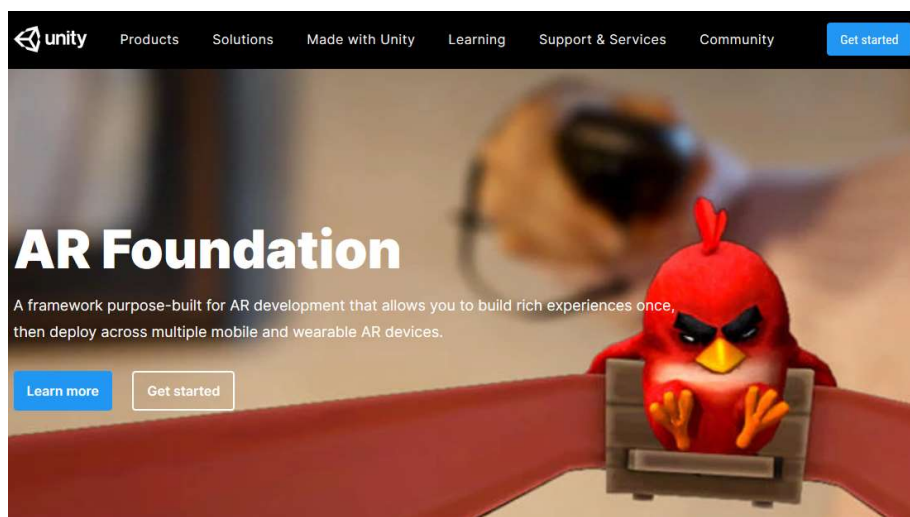 unity Products Solutions Made with Unity Learning Support & Services Community Get started
AR Foundation
A framework purpose-built for AR development that allows you to build rich experiences once,
then deploy across multiple mobile and wearable AR devices.
Learn more Get started